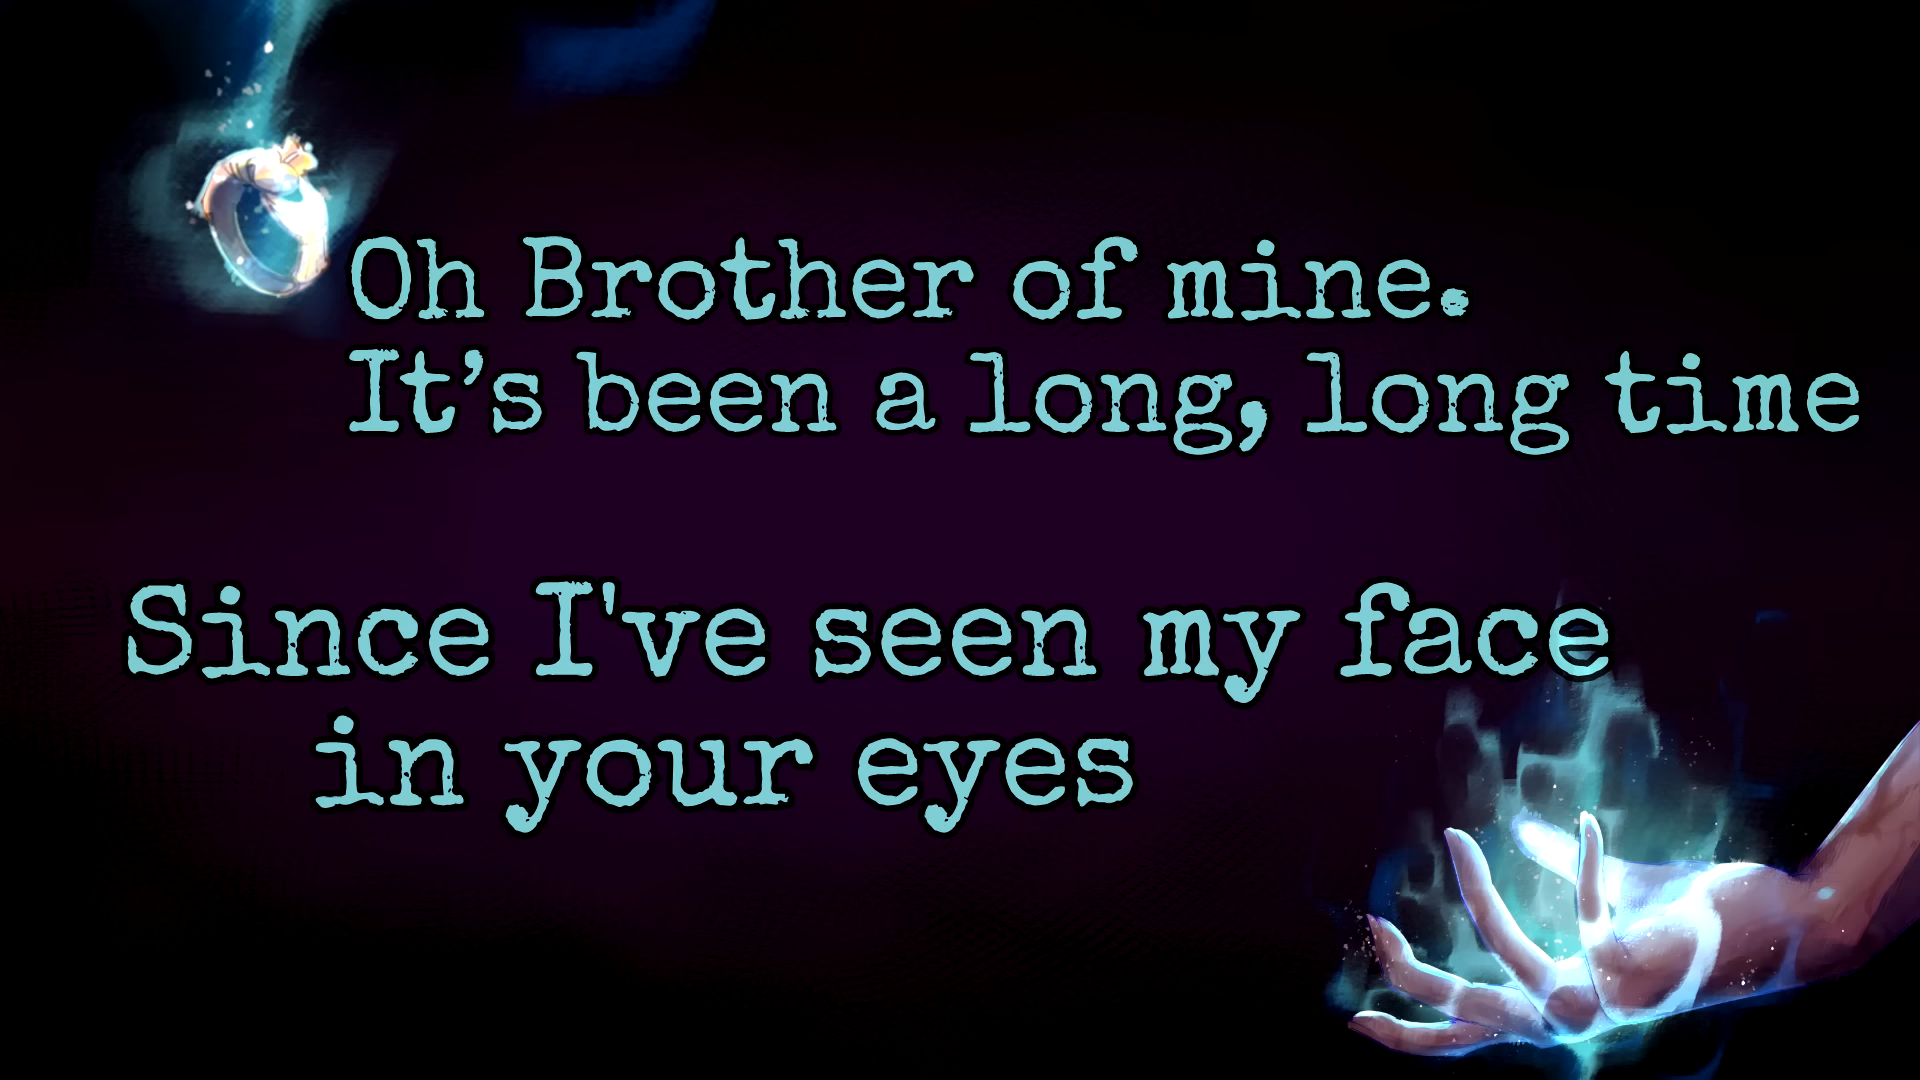 Oh Brother of mine.
It’s been a long, long time
Since I've seen my face
in your eyes